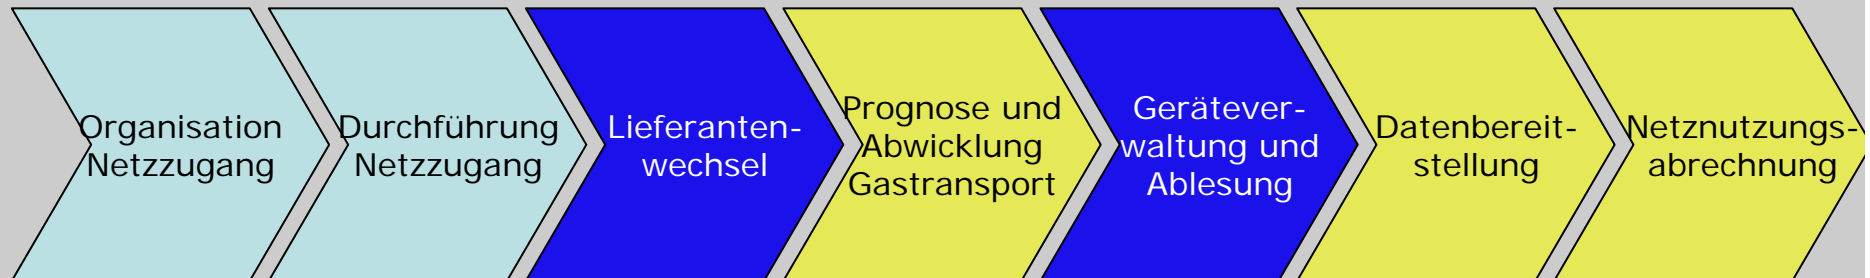 Organisation
Netzzugang
Durchführung
Netzzugang
Lieferanten-
wechsel
Prognose und
Abwicklung
Gastransport
Gerätever-
waltung und
Ablesung
Datenbereit-
stellung
Netznutzungs-
abrechnung